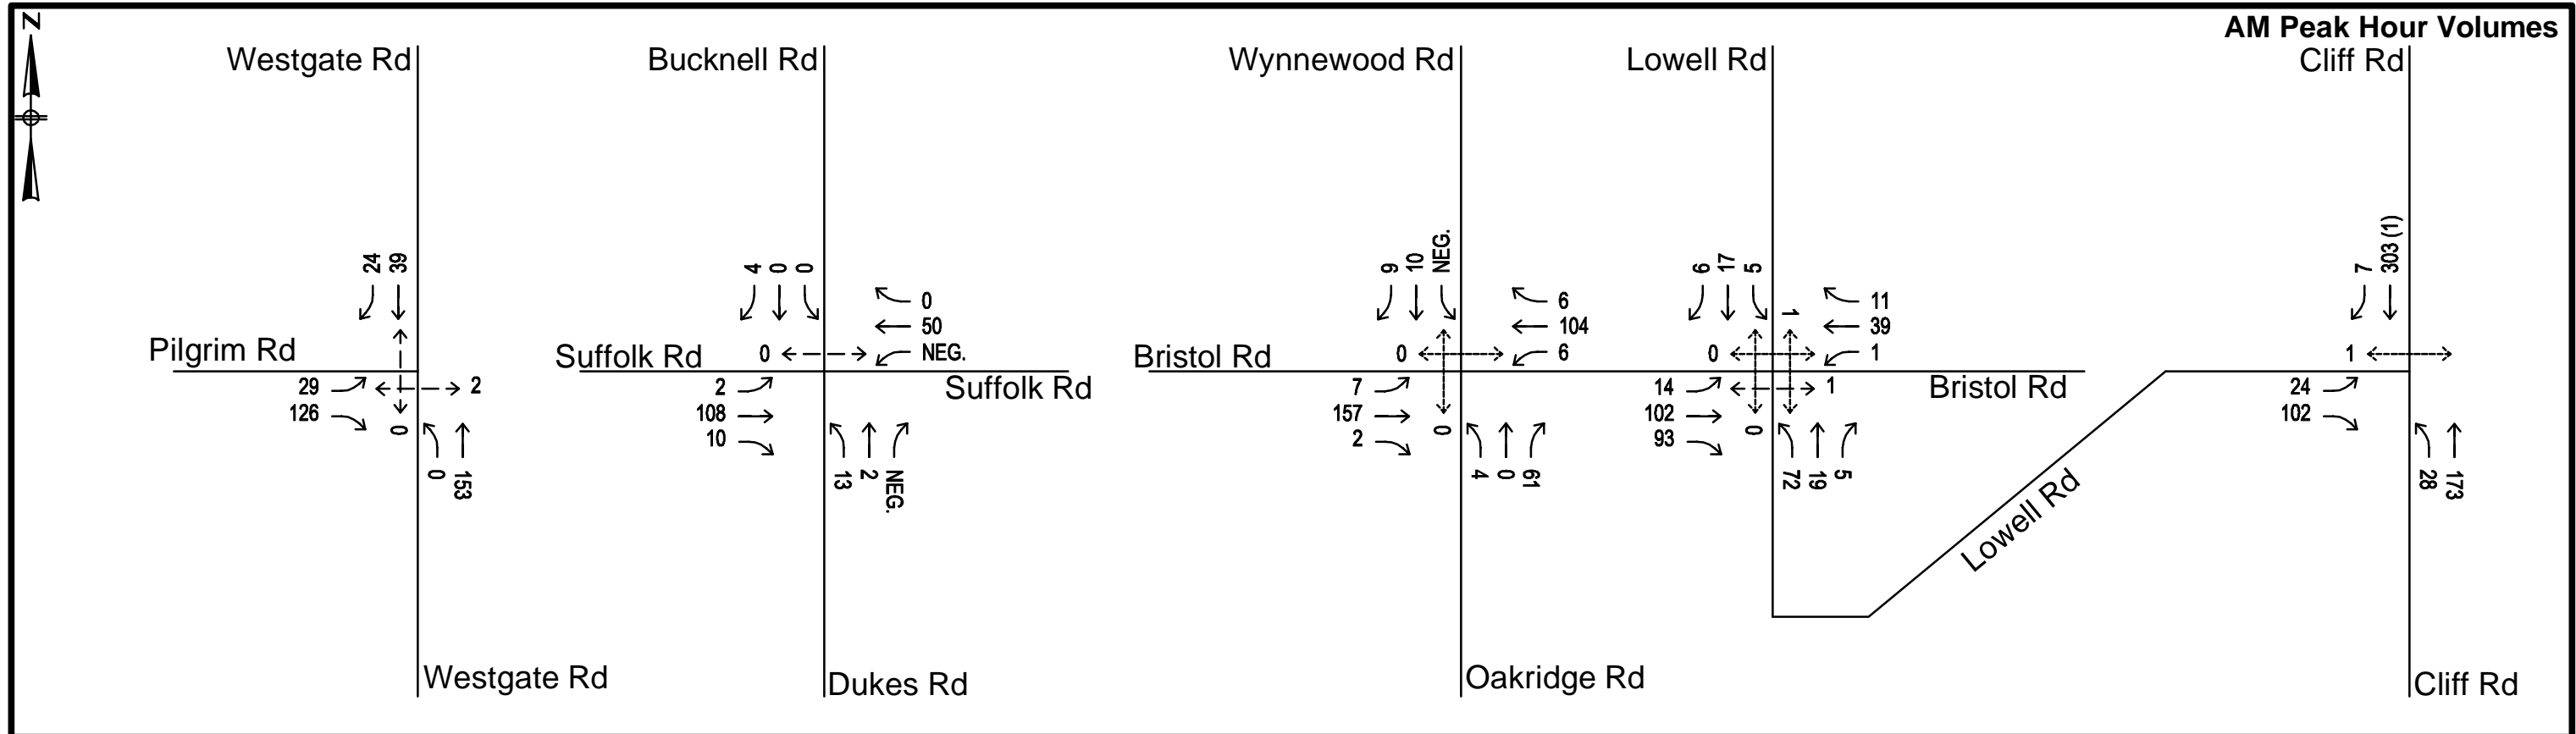 AM Peak Hour Volumes
N
Westgate Rd
Bucknell Rd
Wynnewood Rd
Lowell Rd
Cliff Rd
24
39
4
0
0
9
10
NEG.
6
17
5
7
303 (1)
0
50
NEG.
6
104
6
11
39
1
1
Pilgrim Rd
Suffolk Rd
0
Bristol Rd
0
0
1
29
126
2
0
2
108
10
Suffolk Rd
7
157
2
0
14
102
93
1
0
Bristol Rd
24
102
0
153
13
2
NEG.
4
0
61
72
19
5
28
173
Lowell Rd
Westgate Rd
Dukes Rd
Oakridge Rd
Cliff Rd